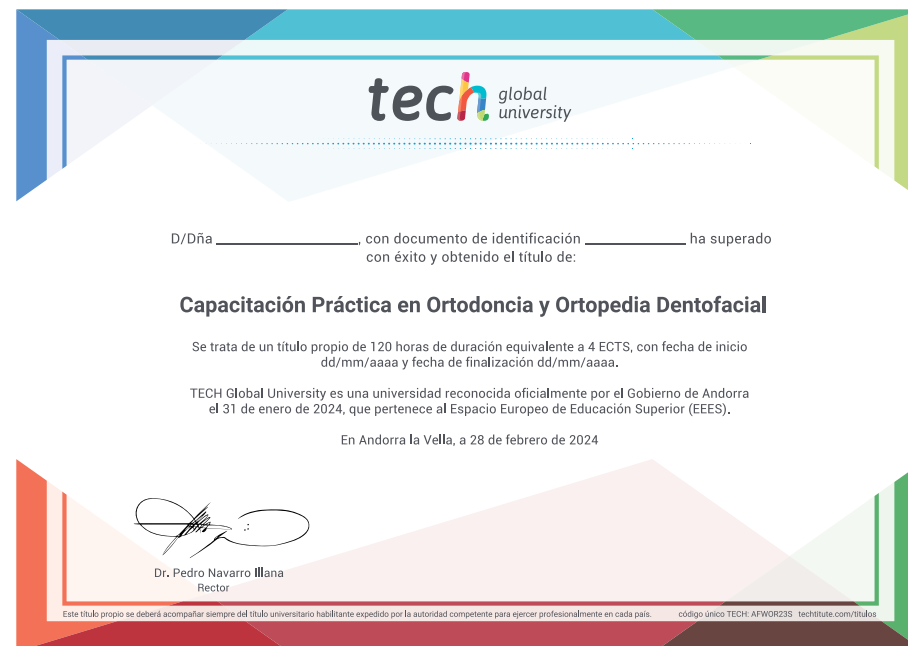 tech global university
D/Dña ____________________, con documento de identificación ______________ ha superado
con éxito y obtenido el título de:
Capacitación Práctica en Ortodoncia y Ortopedia Dentofacial
Se trata de un título propio de 120 horas de duración equivalente a 4 ECTS, con fecha de inicio
dd/mm/aaaa y fecha de finalización dd/mm/aaaa.
TECH Global University es una universidad reconocida oficialmente por el Gobierno de Andorra
el 31 de enero de 2024, que pertenece al Espacio Europeo de Educación Superior (EEES).
En Andorra la Vella, a 28 de febrero de 2024
Dr. Pedro Navarro Illana
Rector
Este título propio se deberá acompañar siempre del título universitario habilitante expedido por la autoridad competente para ejercer profesionalmente en cada país. código único TECH: AFWOR23S techtitute.com/titulos